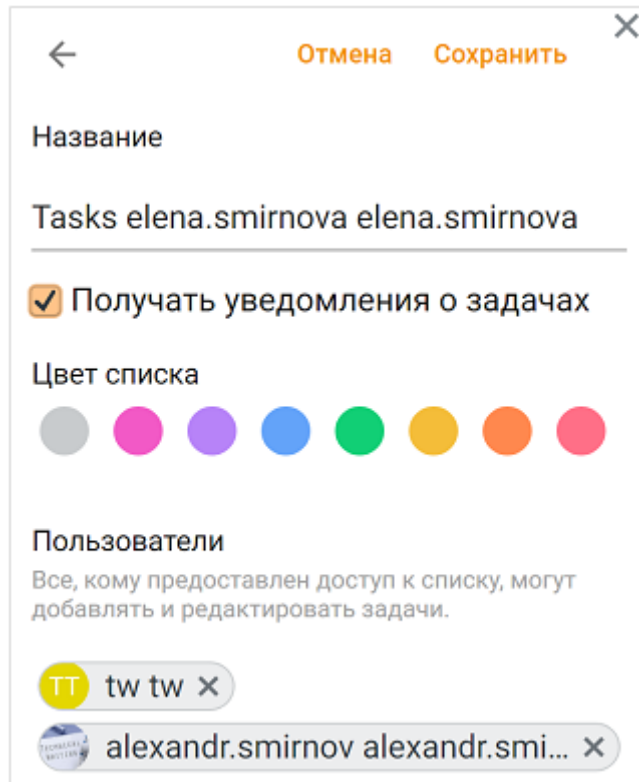 Отмена Сохранить
Название
Tasks elena.smirnova elena.smirnova
Получать уведомления о задачах
Цвет списка
Пользователи
Все, кому предоставлен доступ к списку, могут
добавлять и редактировать задачи.
TT tw tw
alexandr.smirnov alexandr.smi...